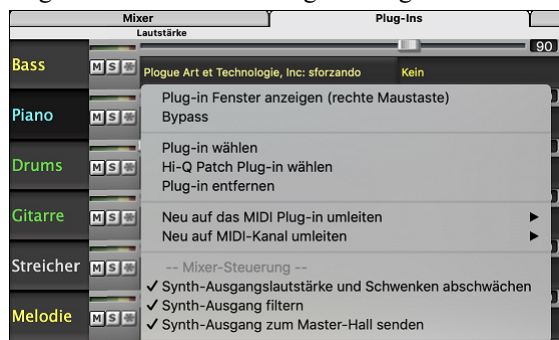 Mixer
Plug-Ins
Lautstärke
90
Bass
M S
Plogue Art et Technologie, Inc: sforzando
Kein
Plug-in Fenster anzeigen (rechte Maustaste)
Piano
M S
Bypass
Plug-in wählen
Drums
M S
Hi-Q Patch Plug-in wählen
Plug-in entfernen
Gitarre
M S
Neu auf das MIDI Plug-in umleiten
Neu auf MIDI-Kanal umleiten
Streicher
M S
-- Mixer-Steuerung --
✓ Synth-Ausgangslautstärke und Schwenken abschwächen
✓ Synth-Ausgang filtern
Melodie
M S
✓ Synth-Ausgang zum Master-Hall senden